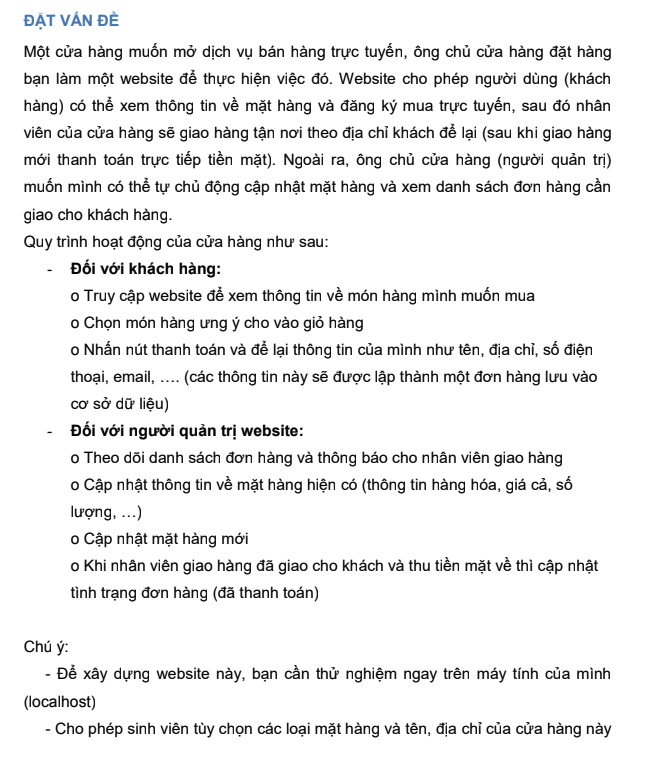 ĐẶT VẤN ĐỀ
Một cửa hàng muốn mở dịch vụ bán hàng trực tuyến, ông chủ cửa hàng đặt hàng
bạn làm một website để thực hiện việc đó. Website cho phép người dùng (khách
hàng) có thể xem thông tin về mặt hàng và đăng ký mua trực tuyến, sau đó nhân
viên của cửa hàng sẽ giao hàng tận nơi theo địa chỉ khách để lại (sau khi giao hàng
mới thanh toán trực tiếp tiền mặt). Ngoài ra, ông chủ cửa hàng (người quản trị)
muốn mình có thể tự chủ động cập nhật mặt hàng và xem danh sách đơn hàng cần
giao cho khách hàng.
Quy trình hoạt động của cửa hàng như sau:
- Đối với khách hàng:
o Truy cập website để xem thông tin về món hàng mình muốn mua
o Chọn món hàng ưng ý cho vào giỏ hàng
o Nhấn nút thanh toán và để lại thông tin của mình như tên, địa chỉ, số điện
thoại, email, …. (các thông tin này sẽ được lập thành một đơn hàng lưu vào
cơ sở dữ liệu)
- Đối với người quản trị website:
o Theo dõi danh sách đơn hàng và thông báo cho nhân viên giao hàng
o Cập nhật thông tin về mặt hàng hiện có (thông tin hàng hóa, giá cả, số
lượng, …)
o Cập nhật mặt hàng mới
o Khi nhân viên giao hàng đã giao cho khách và thu tiền mặt về thì cập nhật
tình trạng đơn hàng (đã thanh toán)
Chú ý:
- Để xây dựng website này, bạn cần thử nghiệm ngay trên máy tính của mình
(localhost)
- Cho phép sinh viên tùy chọn các loại mặt hàng và tên, địa chỉ của cửa hàng này